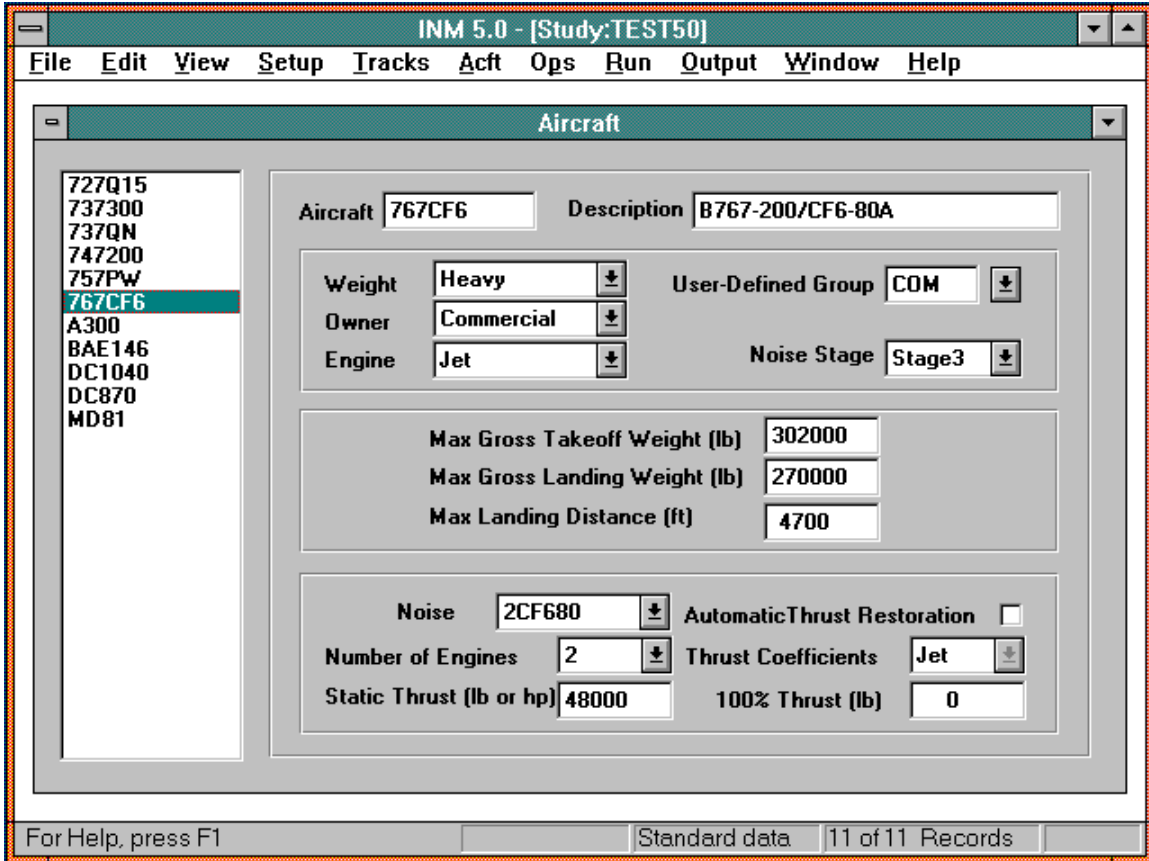 INM 5.0 - [Study:TEST50]
File Edit View Setup Tracks Acft Ops Run Output Window Help
Aircraft
727Q15
737300
737QN
747200
757PW
767CF6
A300
BAE146
DC1040
DC870
MD81
Aircraft 767CF6 Description B767-200/CF6-80A
Weight Heavy User-Defined Group COM
Owner Commercial
Engine Jet Noise Stage Stage3
Max Gross Takeoff Weight (lb) 302000
Max Gross Landing Weight (lb) 270000
Max Landing Distance (ft) 4700
Noise 2CF680 AutomaticThrust Restoration
Number of Engines 2 Thrust Coefficients Jet
Static Thrust (lb or hp) 48000 100% Thrust (lb) 0
For Help, press F1 Standard data 11 of 11 Records